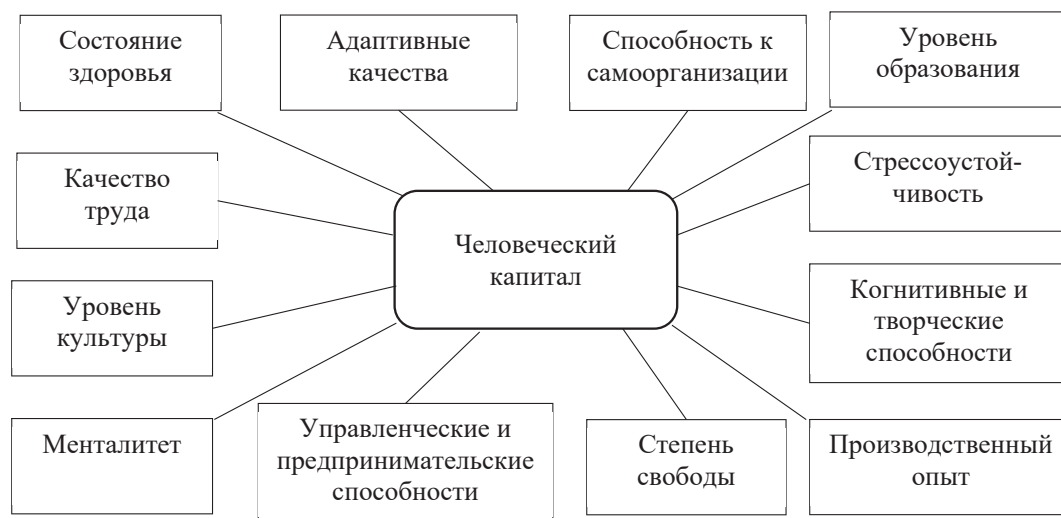 Состояние
здоровья
Адаптивные
качества
Способность к
самоорганизации
Уровень
образования
Качество
труда
Человеческий
капитал
Стрессоустой-
чивость
Уровень
культуры
Когнитивные и
творческие
способности
Менталитет
Управленческие и
предпринимательские
способности
Степень
свободы
Производственный
опыт